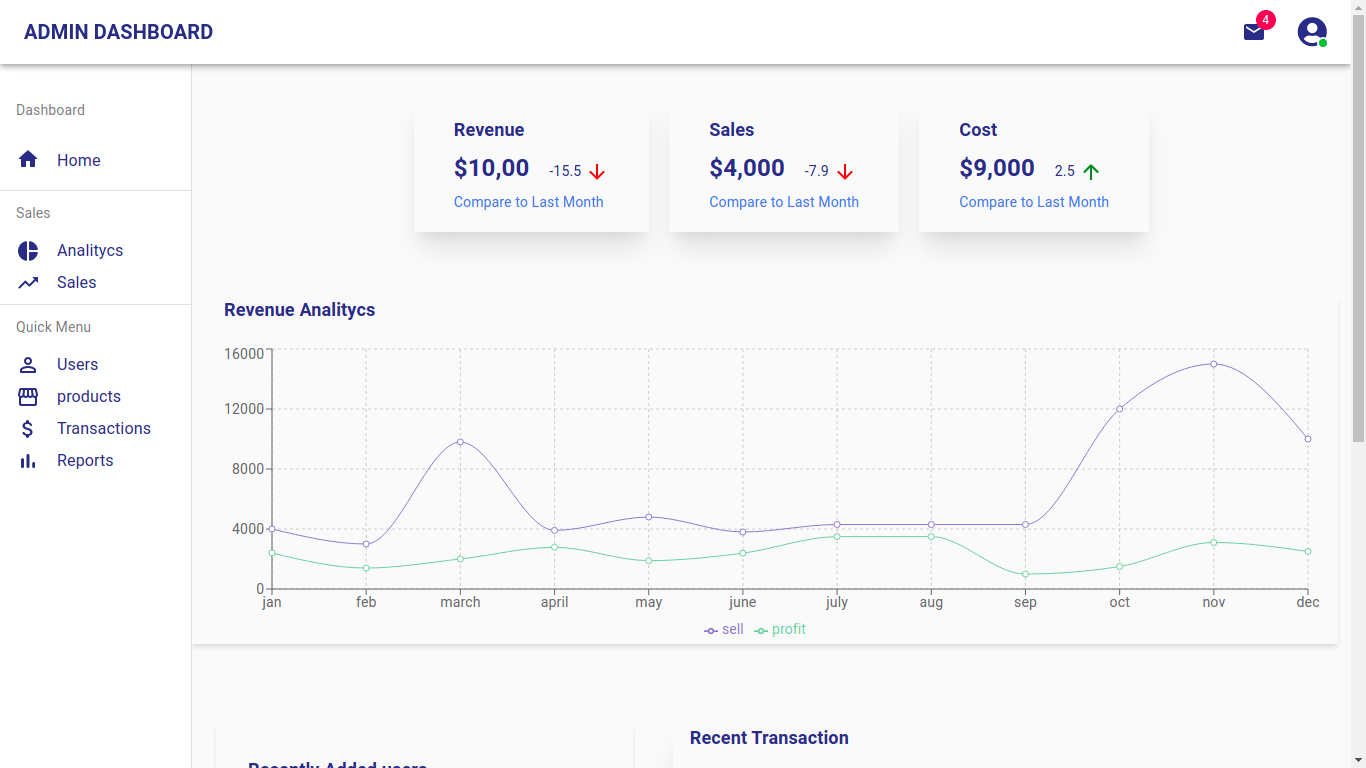 ADMIN DASHBOARD
4
Dashboard
Home
Sales
Analitycs
Sales
Quick Menu
Users
products
Transactions
Reports
Revenue
$10,00 -15.5
Compare to Last Month
Sales
$4,000 -7.9
Compare to Last Month
Cost
$9,000 2.5
Compare to Last Month
Revenue Analitycs
16000
12000
8000
4000
0
jan feb march april may june july aug sep oct nov dec
sell profit
Recently Added users
Recent Transaction